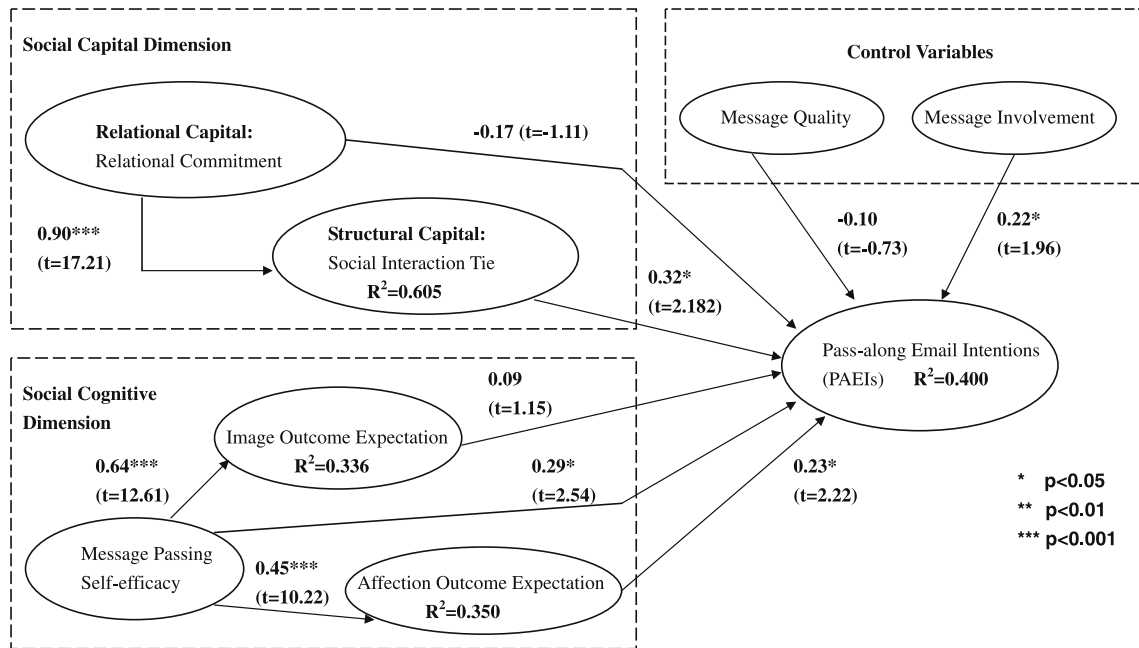 Social Capital Dimension
Relational Capital:
Relational Commitment
-0.17 (t=-1.11)
0.90***
(t=17.21)
Structural Capital:
Social Interaction Tie
R²=0.605
0.32*
(t=2.182)
Control Variables
Message Quality
Message Involvement
-0.10
(t=-0.73)
0.22*
(t=1.96)
Pass-along Email Intentions
(PAEIs) R²=0.400
Social Cognitive
Dimension
Image Outcome Expectation
R²=0.336
0.09
(t=1.15)
0.64***
(t=12.61)
0.29*
(t=2.54)
Message Passing
Self-efficacy
0.45***
(t=10.22)
Affection Outcome Expectation
R²=0.350
0.23*
(t=2.22)
* p<0.05
** p<0.01
*** p<0.001